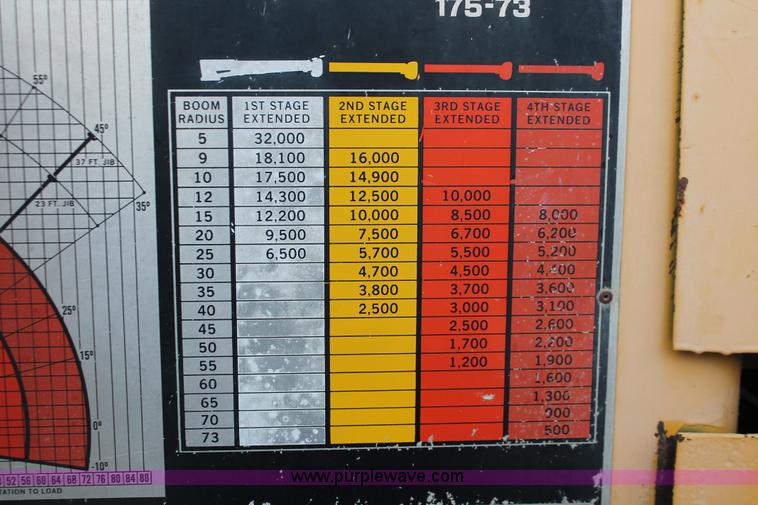 175-73
BOOM RADIUS 1ST STAGE EXTENDED 2ND STAGE EXTENDED 3RD STAGE EXTENDED 4TH STAGE EXTENDED
5 32,000
9 18,100 16,000
10 17,500 14,900
12 14,300 12,500 10,000
15 12,200 10,000 8,500 8,000
20 9,500 7,500 6,700 6,200
25 6,500 5,700 5,500 5,200
30 4,700 4,500 4,400
35 3,800 3,700 3,600
40 2,500 3,000 3,100
45 2,500 2,600
50 1,700 2,200
55 1,200 1,900
60 1,600
65 1,300
70 900
73 500
55°
45°
37 FT. JIB
23 FT. JIB
35°
25°
15°
0°
-10°
52 56 60 64 68 72 76 80 84 80
TATION TO LOAD
www.purplewave.com